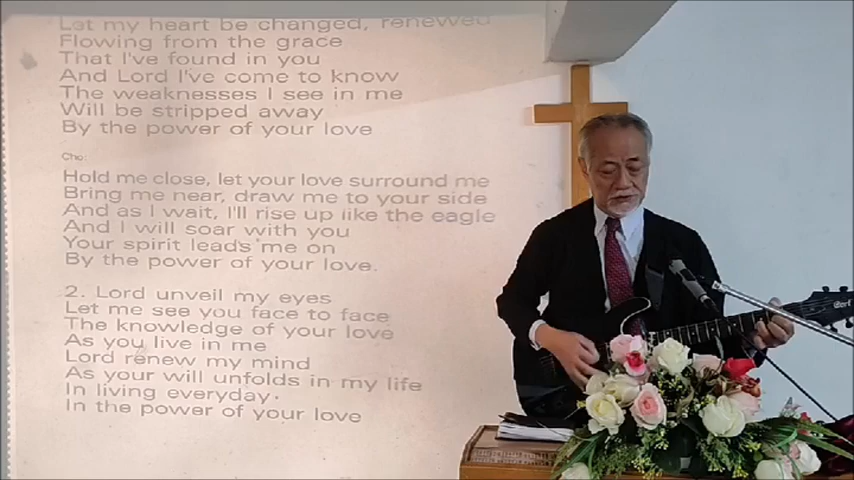 Let my heart be changed, renewed
Flowing from the grace
That I've found in you
And Lord I've come to know
The weaknesses I see in me
Will be stripped away
By the power of your love
Cho:
Hold me close, let your love surround me
Bring me near, draw me to your side
And as I wait, I'll rise up like the eagle
And I will soar with you
Your spirit leads me on
By the power of your love.
2. Lord unveil my eyes
Let me see you face to face
The knowledge of your love
As you live in me
Lord renew my mind
As your will unfolds in my life
In living everyday.
In the power of your love
Cort